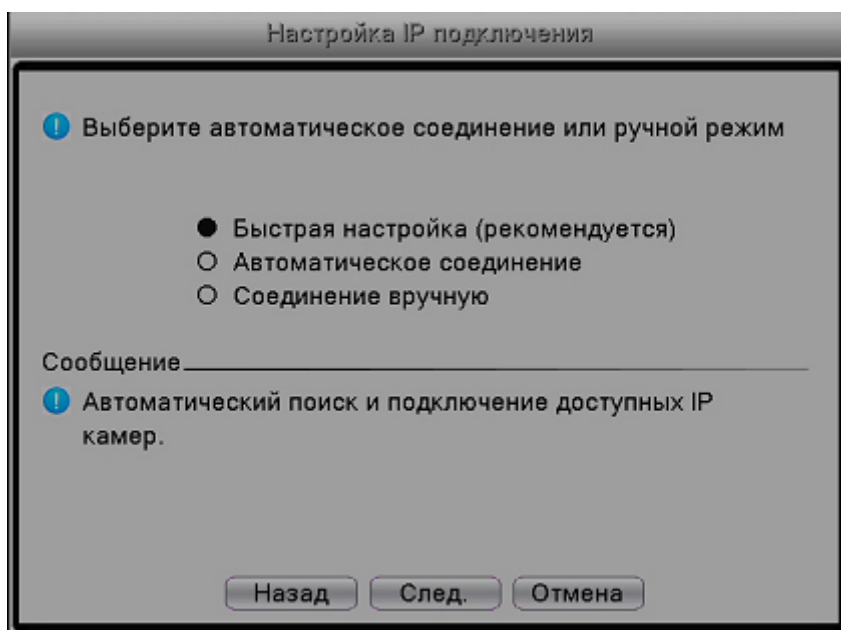 Настройка IP подключения
Выберите автоматическое соединение или ручной режим
Быстрая настройка (рекомендуется)
Автоматическое соединение
Соединение вручную
Сообщение
Автоматический поиск и подключение доступных IP
камер.
Назад След. Отмена